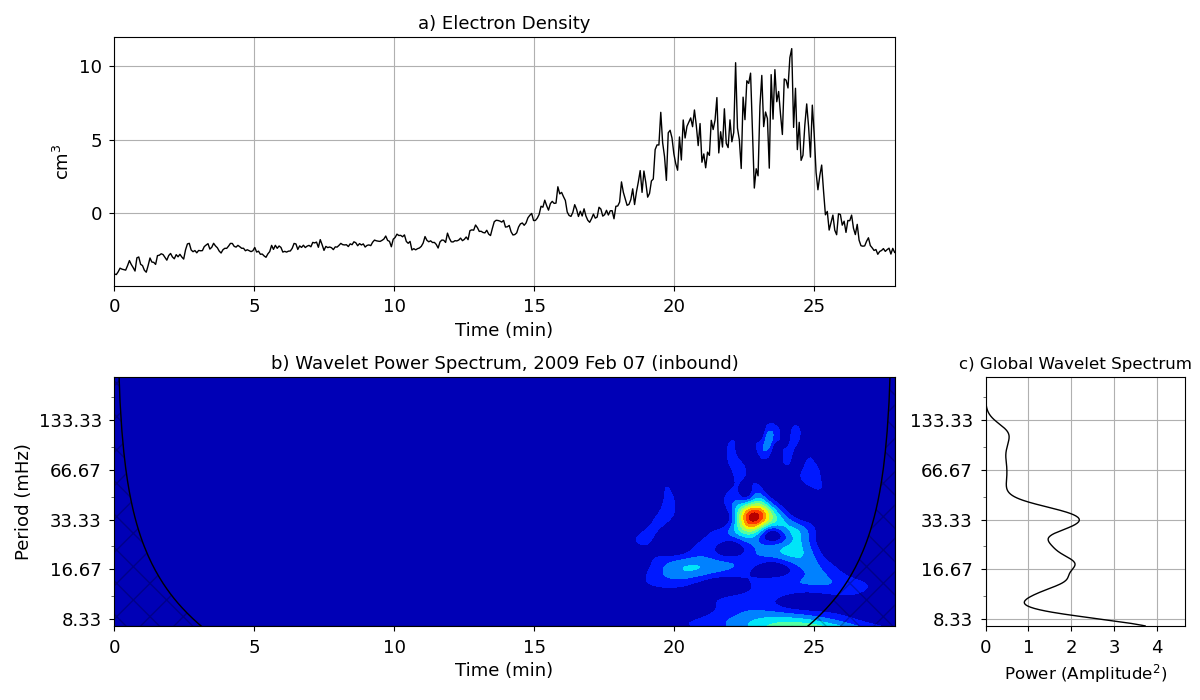 a) Electron Density
10
5
0
cm³
0 5 10 15 20 25
Time (min)
b) Wavelet Power Spectrum, 2009 Feb 07 (inbound)
133.33
66.67
33.33
16.67
8.33
Period (mHz)
0 5 10 15 20 25
Time (min)
c) Global Wavelet Spectrum
133.33
66.67
33.33
16.67
8.33
0 1 2 3 4
Power (Amplitude²)